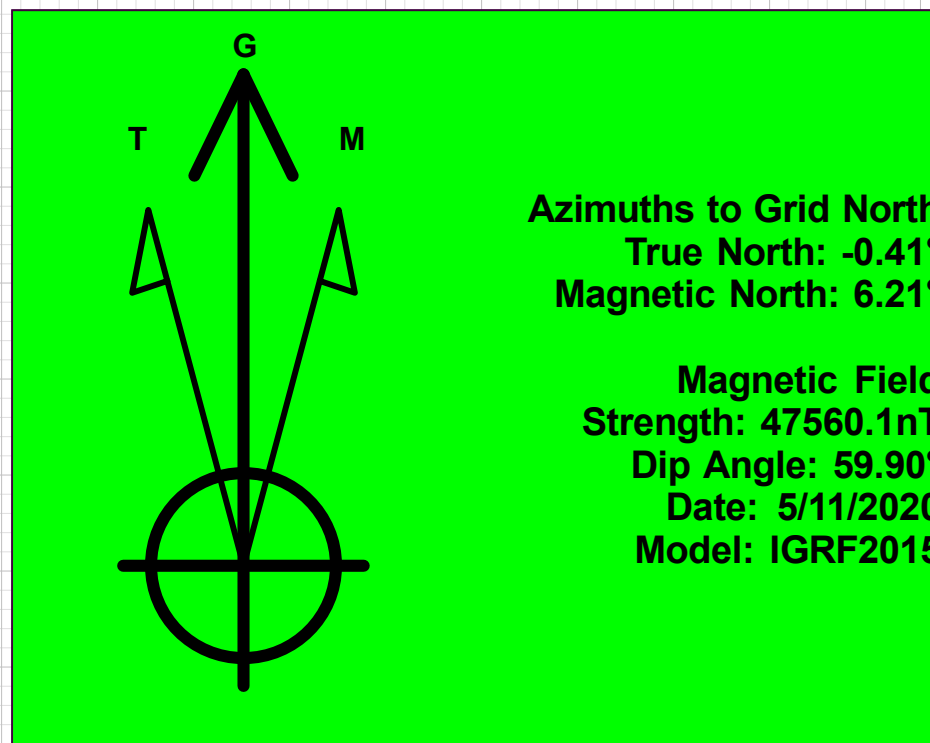 G
T M
Azimuths to Grid North
True North: -0.41°
Magnetic North: 6.21°
Magnetic Field
Strength: 47560.1nT
Dip Angle: 59.90°
Date: 5/11/2020
Model: IGRF2015